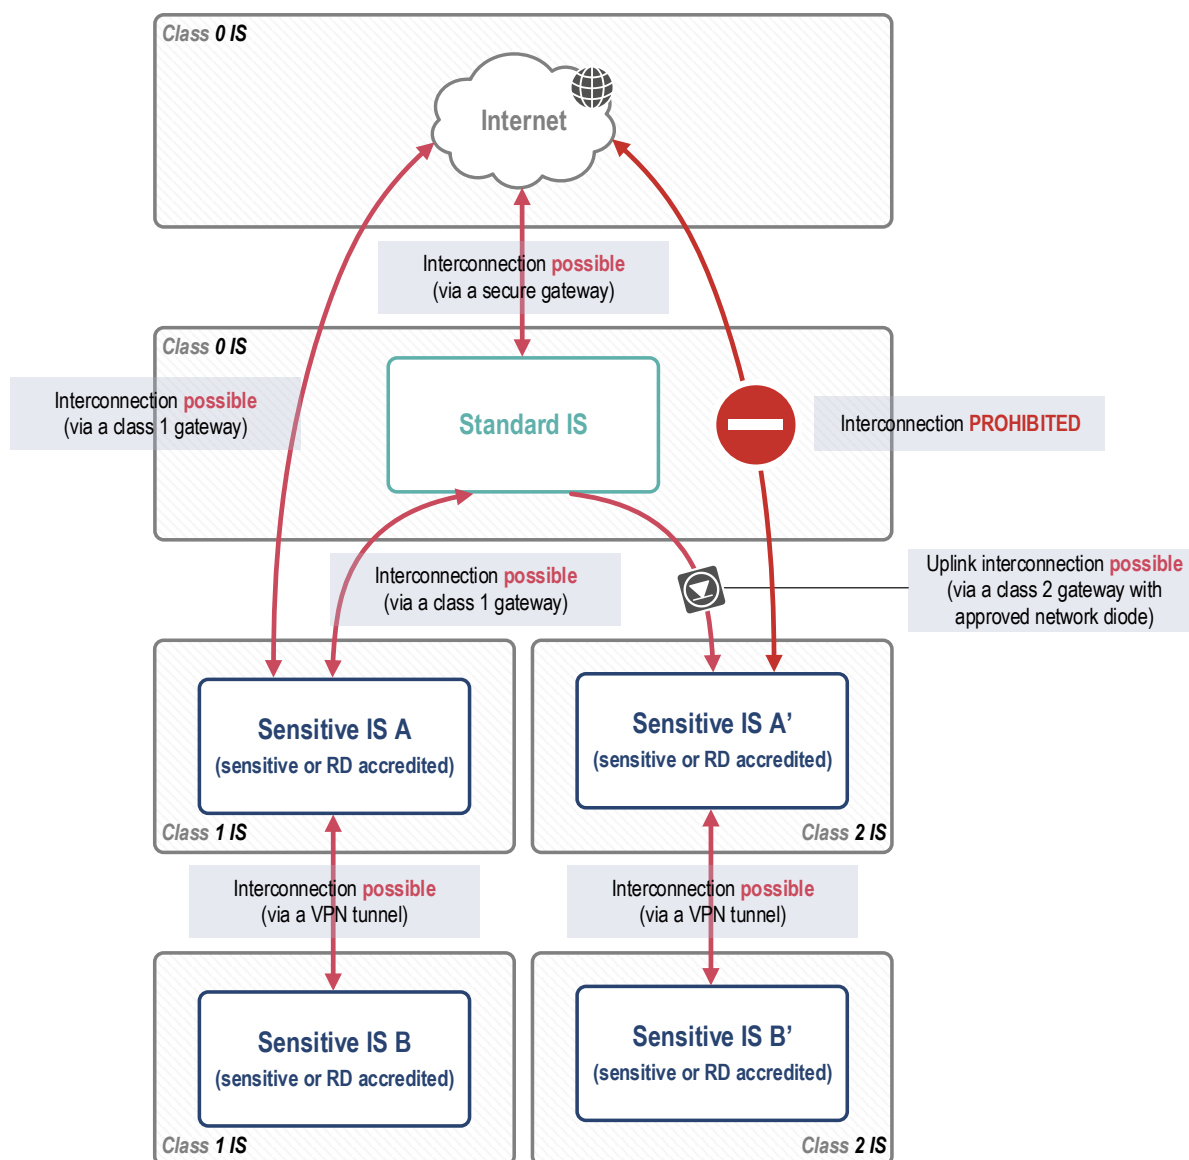 Class 0 IS
Internet
Interconnection possible
(via a secure gateway)
Class 0 IS
Interconnection possible
(via a class 1 gateway)
Standard IS
Interconnection PROHIBITED
Interconnection possible
(via a class 1 gateway)
Uplink interconnection possible
(via a class 2 gateway with
approved network diode)
Sensitive IS A
(sensitive or RD accredited)
Class 1 IS
Sensitive IS A’
(sensitive or RD accredited)
Class 2 IS
Interconnection possible
(via a VPN tunnel)
Interconnection possible
(via a VPN tunnel)
Sensitive IS B
(sensitive or RD accredited)
Class 1 IS
Sensitive IS B’
(sensitive or RD accredited)
Class 2 IS